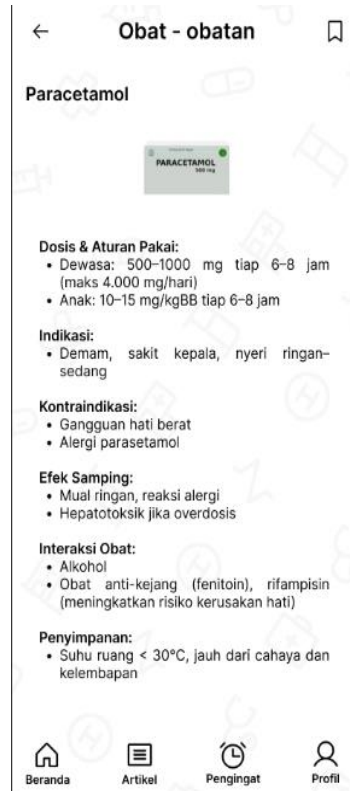 Obat - obatan
Paracetamol
PARACETAMOL
500 mg
Dosis & Aturan Pakai:
• Dewasa: 500–1000 mg tiap 6–8 jam
(maks 4.000 mg/hari)
• Anak: 10–15 mg/kgBB tiap 6–8 jam
Indikasi:
• Demam, sakit kepala, nyeri ringan–
sedang
Kontraindikasi:
• Gangguan hati berat
• Alergi parasetamol
Efek Samping:
• Mual ringan, reaksi alergi
• Hepatotoksik jika overdosis
Interaksi Obat:
• Alkohol
• Obat anti-kejang (fenitoin), rifampisin
(meningkatkan risiko kerusakan hati)
Penyimpanan:
• Suhu ruang < 30°C, jauh dari cahaya dan
kelembapan
Beranda
Artikel
Pengingat
Profil